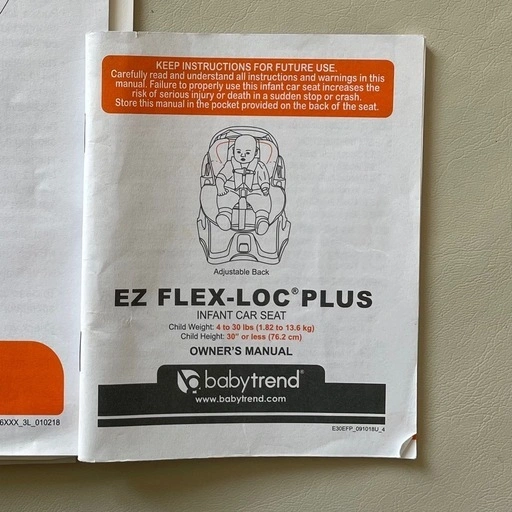 KEEP INSTRUCTIONS FOR FUTURE USE.
Carefully read and understand all instructions and warnings in this
manual. Failure to properly use this infant car seat increases the
risk of serious injury or death in a sudden stop or crash.
Store this manual in the pocket provided on the back of the seat.
Adjustable Back
EZ FLEX-LOC® PLUS
INFANT CAR SEAT
Child Weight: 4 to 30 lbs (1.82 to 13.6 kg)
Child Height: 30" or less (76.2 cm)
OWNER'S MANUAL
babytrend®
www.babytrend.com
6XXX_3L_010218
E30EFP_091018U_4